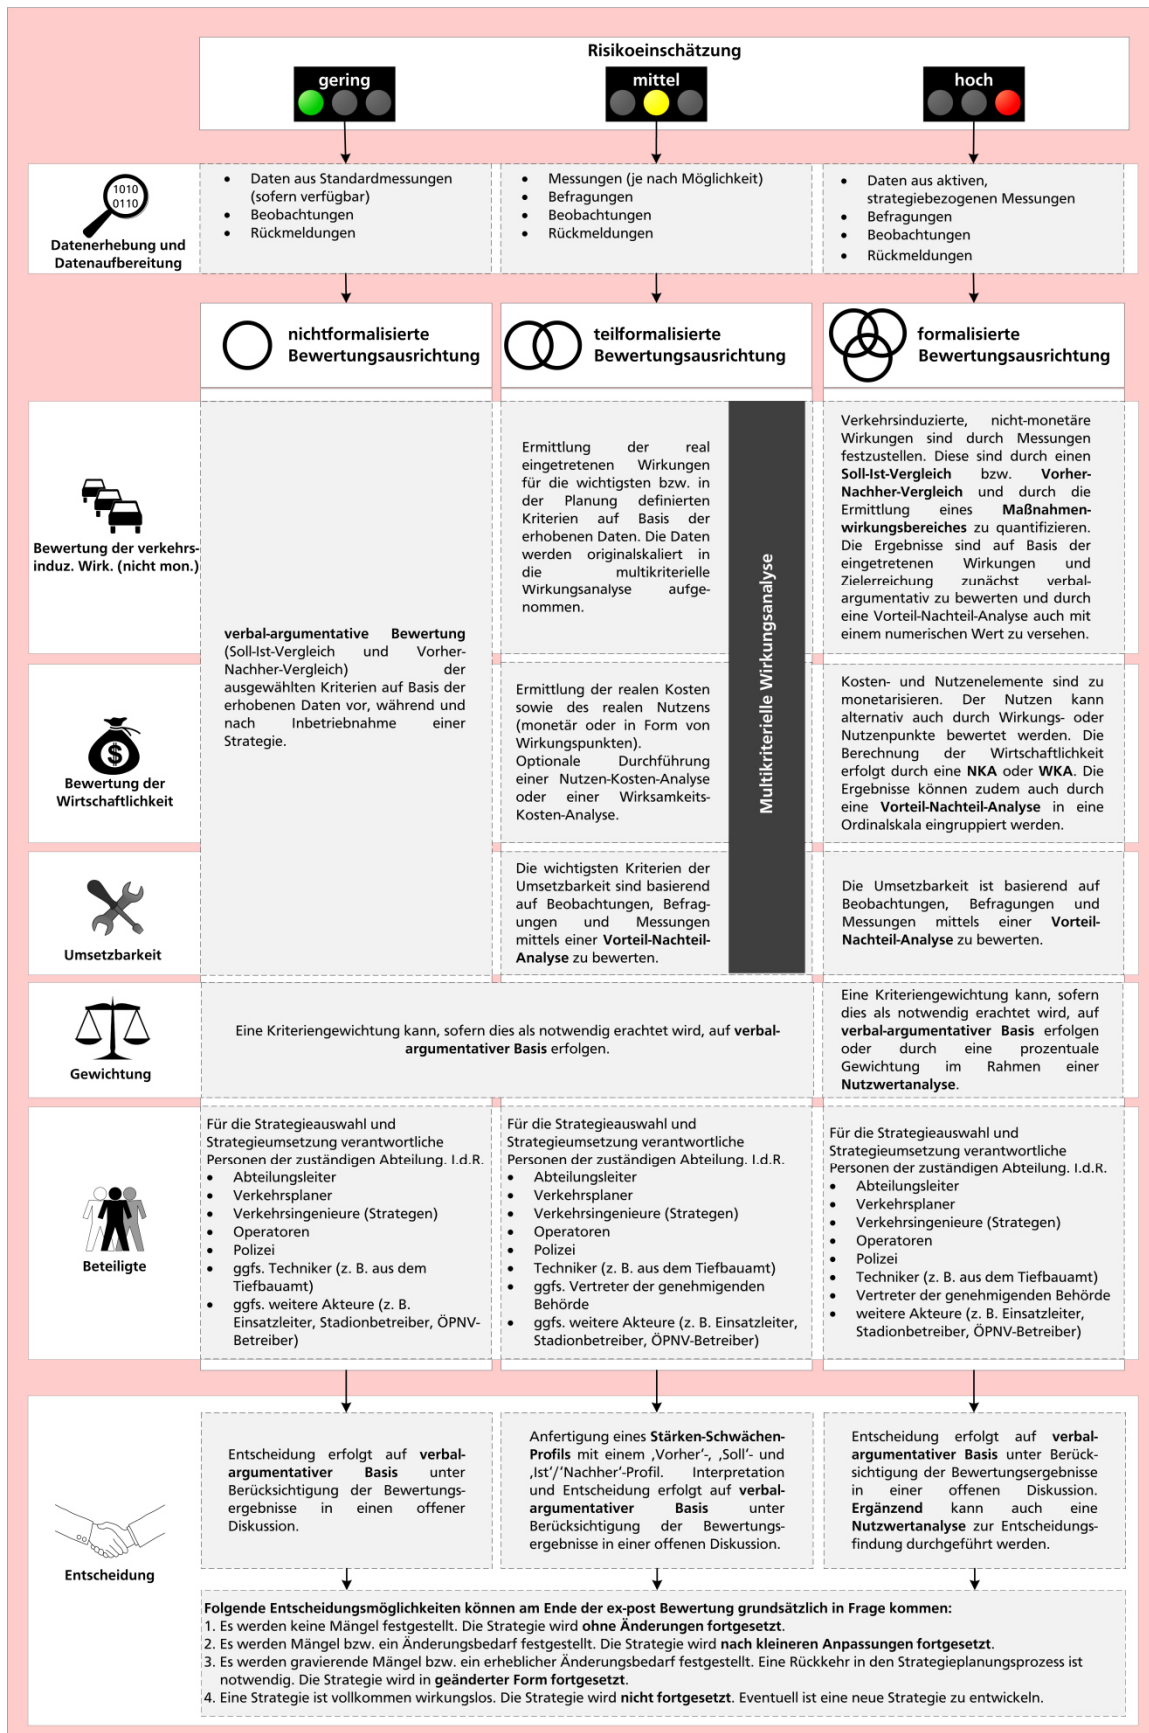 Risikoeinschätzung
gering
mittel
hoch
1010
0110
Datenerhebung und
Datenaufbereitung
• Daten aus Standardmessungen
(sofern verfügbar)
• Beobachtungen
• Rückmeldungen
• Messungen (je nach Möglichkeit)
• Befragungen
• Beobachtungen
• Rückmeldungen
• Daten aus aktiven,
strategiebezogenen Messungen
• Befragungen
• Beobachtungen
• Rückmeldungen
nichtformalisierte
Bewertungsausrichtung
teilformalisierte
Bewertungsausrichtung
formalisierte
Bewertungsausrichtung
Bewertung der verkehrs-
induz. Wirk. (nicht mon.)
verbal-argumentative Bewertung
(Soll-Ist-Vergleich und Vorher-
Nachher-Vergleich) der
ausgewählten Kriterien auf Basis der
erhobenen Daten vor, während und
nach Inbetriebnahme einer
Strategie.
Ermittlung der real
eingetretenen Wirkungen
für die wichtigsten bzw. in
der Planung definierten
Kriterien auf Basis der
erhobenen Daten. Die Daten
werden originalskaliert in
die multikriterielle
Wirkungsanalyse aufge-
nommen.
Multikriterielle Wirkungsanalyse
Verkehrsinduzierte, nicht-monetäre
Wirkungen sind durch Messungen
festzustellen. Diese sind durch einen
Soll-Ist-Vergleich bzw. Vorher-
Nachher-Vergleich und durch die
Ermittlung eines Maßnahmen-
wirkungsbereiches zu quantifizieren.
Die Ergebnisse sind auf Basis der
eingetretenen Wirkungen und
Zielerreichung zunächst verbal-
argumentativ zu bewerten und durch
eine Vorteil-Nachteil-Analyse auch mit
einem numerischen Wert zu versehen.
Bewertung der
Wirtschaftlichkeit
Ermittlung der realen Kosten
sowie des realen Nutzens
(monetär oder in Form von
Wirkungspunkten).
Optionale Durchführung
einer Nutzen-Kosten-Analyse
oder einer Wirksamkeits-
Kosten-Analyse.
Kosten- und Nutzenelemente sind zu
monetarisieren. Der Nutzen kann
alternativ auch durch Wirkungs- oder
Nutzenpunkte bewertet werden. Die
Berechnung der Wirtschaftlichkeit
erfolgt durch eine NKA oder WKA. Die
Ergebnisse können zudem auch durch
eine Vorteil-Nachteil-Analyse in eine
Ordinalskala eingruppiert werden.
Umsetzbarkeit
Die wichtigsten Kriterien der
Umsetzbarkeit sind basierend
auf Beobachtungen, Befrag-
ungen und Messungen
mittels einer Vorteil-Nachteil-
Analyse zu bewerten.
Die Umsetzbarkeit ist basierend auf
Beobachtungen, Befragungen und
Messungen mittels einer Vorteil-
Nachteil-Analyse zu bewerten.
Gewichtung
Eine Kriteriengewichtung kann, sofern dies als notwendig erachtet wird, auf verbal-
argumentativer Basis erfolgen.
Eine Kriteriengewichtung kann, sofern
dies als notwendig erachtet wird, auf
verbal-argumentativer Basis erfolgen
oder durch eine prozentuale
Gewichtung im Rahmen einer
Nutzwertanalyse.
Beteiligte
Für die Strategieauswahl und
Strategieumsetzung verantwortliche
Personen der zuständigen Abteilung. I.d.R.
• Abteilungsleiter
• Verkehrsplaner
• Verkehrsingenieure (Strategen)
• Operatoren
• Polizei
• ggfs. Techniker (z. B. aus dem
Tiefbauamt)
• ggfs. weitere Akteure (z. B.
Einsatzleiter, Stadionbetreiber, ÖPNV-
Betreiber)
Für die Strategieauswahl und
Strategieumsetzung verantwortliche
Personen der zuständigen Abteilung. I.d.R.
• Abteilungsleiter
• Verkehrsplaner
• Verkehrsingenieure (Strategen)
• Operatoren
• Polizei
• Techniker (z. B. aus dem Tiefbauamt)
• ggfs. Vertreter der genehmigenden
Behörde
• ggfs. weitere Akteure (z. B. Einsatzleiter,
Stadionbetreiber, ÖPNV-Betreiber)
Für die Strategieauswahl und
Strategieumsetzung verantwortliche
Personen der zuständigen Abteilung. I.d.R.
• Abteilungsleiter
• Verkehrsplaner
• Verkehrsingenieure (Strategen)
• Operatoren
• Polizei
• Techniker (z. B. aus dem Tiefbauamt)
• Vertreter der genehmigenden Behörde
• weitere Akteure (z. B. Einsatzleiter,
Stadionbetreiber, ÖPNV-Betreiber)
Entscheidung
Entscheidung erfolgt auf verbal-
argumentativer Basis unter
Berücksichtigung der Bewertungs-
ergebnisse in einen offener
Diskussion.
Anfertigung eines Stärken-Schwächen-
Profils mit einem ‚Vorher‘-, ‚Soll‘- und
‚Ist‘/‘Nachher‘-Profil. Interpretation
und Entscheidung erfolgt auf verbal-
argumentativer Basis unter
Berücksichtigung der Bewertungs-
ergebnisse in einer offenen Diskussion.
Entscheidung erfolgt auf verbal-
argumentativer Basis unter Berück-
sichtigung der Bewertungsergebnisse
in einer offenen Diskussion.
Ergänzend kann auch eine
Nutzwertanalyse zur Entscheidungs-
findung durchgeführt werden.
Folgende Entscheidungsmöglichkeiten können am Ende der ex-post Bewertung grundsätzlich in Frage kommen:
1. Es werden keine Mängel festgestellt. Die Strategie wird ohne Änderungen fortgesetzt.
2. Es werden Mängel bzw. ein Änderungsbedarf festgestellt. Die Strategie wird nach kleineren Anpassungen fortgesetzt.
3. Es werden gravierende Mängel bzw. ein erheblicher Änderungsbedarf festgestellt. Eine Rückkehr in den Strategieplanungsprozess ist
notwendig. Die Strategie wird in geänderter Form fortgesetzt.
4. Eine Strategie ist vollkommen wirkungslos. Die Strategie wird nicht fortgesetzt. Eventuell ist eine neue Strategie zu entwickeln.